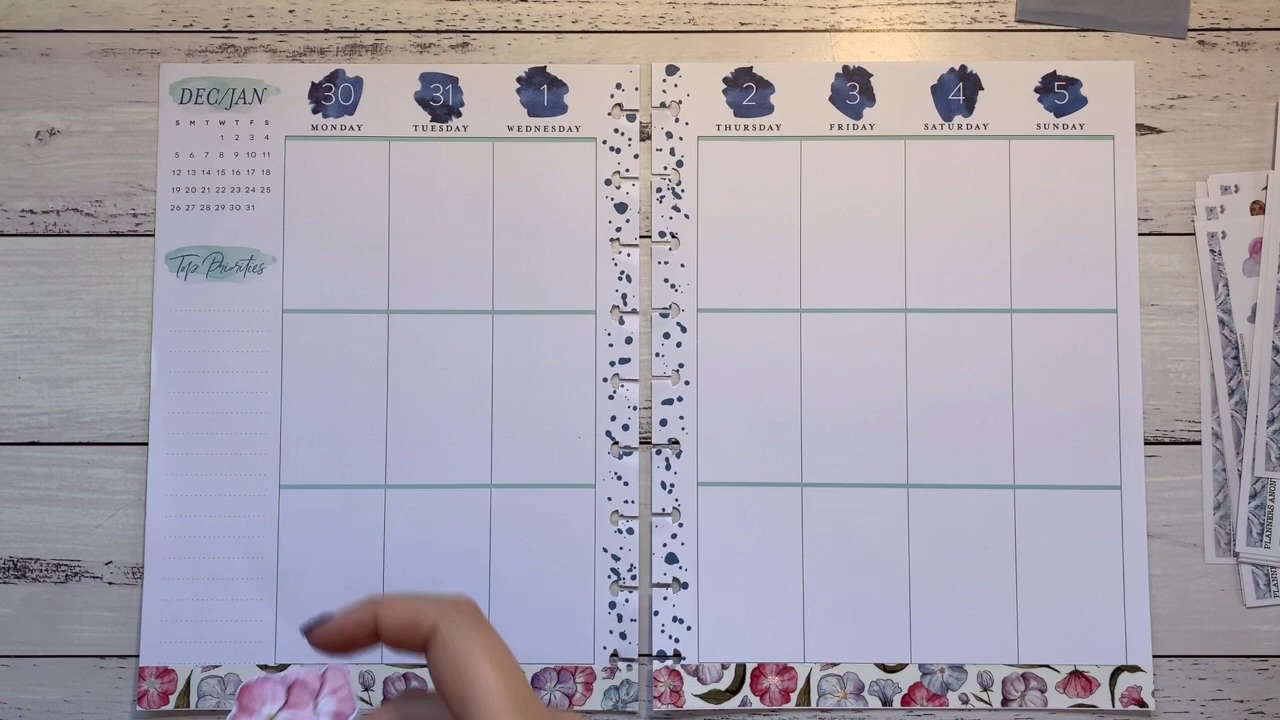 DEC/JAN
S M T W T F S
1 2 3 4
5 6 7 8 9 10 11
12 13 14 15 16 17 18
19 20 21 22 23 24 25
26 27 28 29 30 31
Top Priorities
30
MONDAY
31
TUESDAY
1
WEDNESDAY
2
THURSDAY
3
FRIDAY
4
SATURDAY
5
SUNDAY
PLANNERS ANON
PLANN